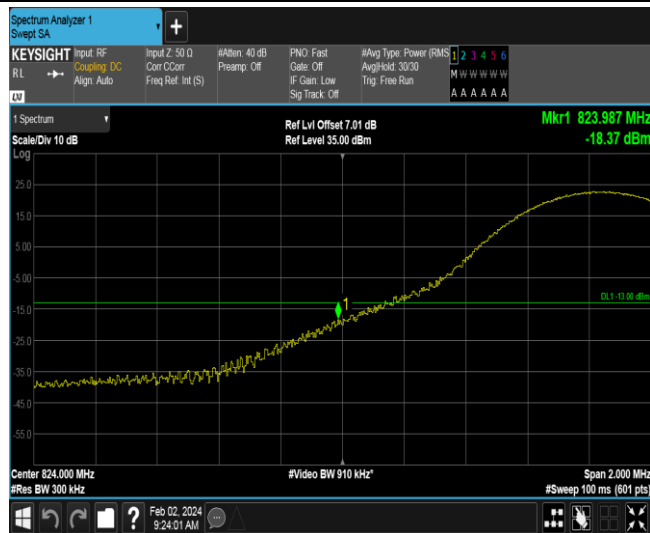 Spectrum Analyzer 1
Swept SA
+
KEYSIGHT
RL
Input: RF
Coupling: DC
Align: Auto
Input Z: 50 Ω
Corr CCorr
Freq Ref: Int (S)
#Atten: 40 dB
Preamp: Off
PNO: Fast
Gate: Off
IF Gain: Low
Sig Track: Off
#Avg Type: Power (RMS
Avg|Hold: 30/30
Trig: Free Run
1 2 3 4 5 6
M W W W W W
A A A A A A
1 Spectrum
Scale/Div 10 dB
Log
Ref Lvl Offset 7.01 dB
Ref Level 35.00 dBm
Mkr1 823.987 MHz
-18.37 dBm
25.0
15.0
5.00
-5.00
DL1 -13.00 dBm
1
-15.0
-25.0
-35.0
-45.0
-55.0
Center 824.000 MHz
#Res BW 300 kHz
#Video BW 910 kHz*
Span 2.000 MHz
#Sweep 100 ms (601 pts)
?
Feb 02, 2024
9:24:01 AM